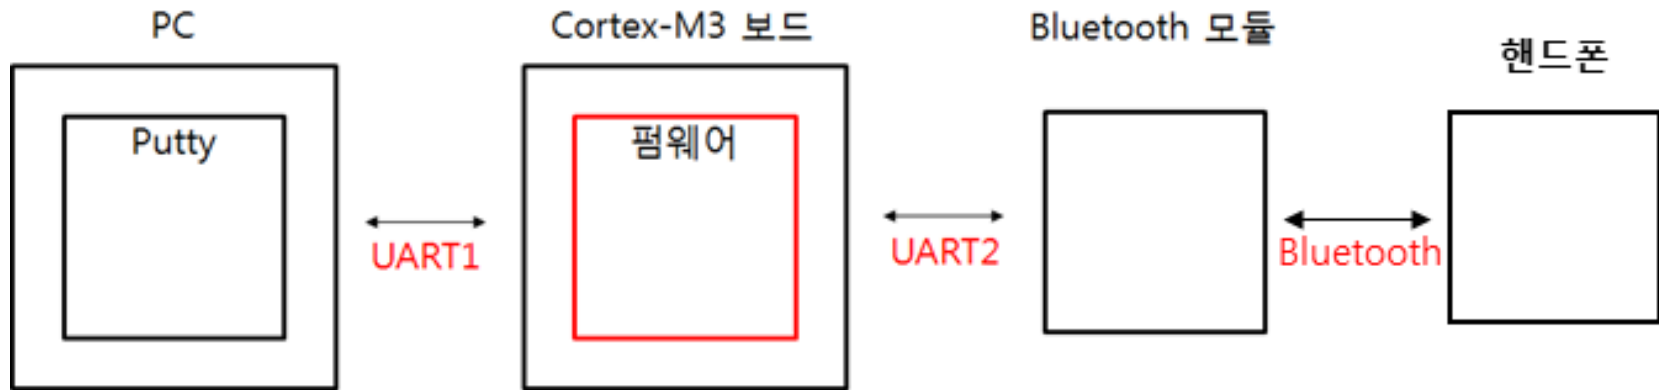 PC
Cortex-M3 보드
Bluetooth 모듈
핸드폰
Putty
펌웨어
UART1
UART2
Bluetooth